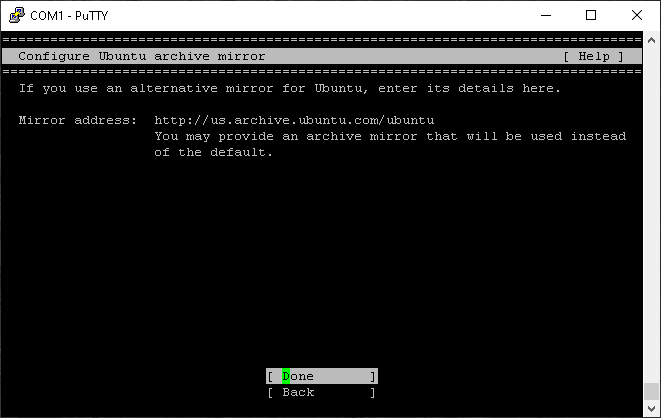 COM1 - PuTTY
================================================================================
Configure Ubuntu archive mirror [ Help ]
================================================================================
If you use an alternative mirror for Ubuntu, enter its details here.
Mirror address: http://us.archive.ubuntu.com/ubuntu
You may provide an archive mirror that will be used instead
of the default.
[ Done ]
[ Back ]